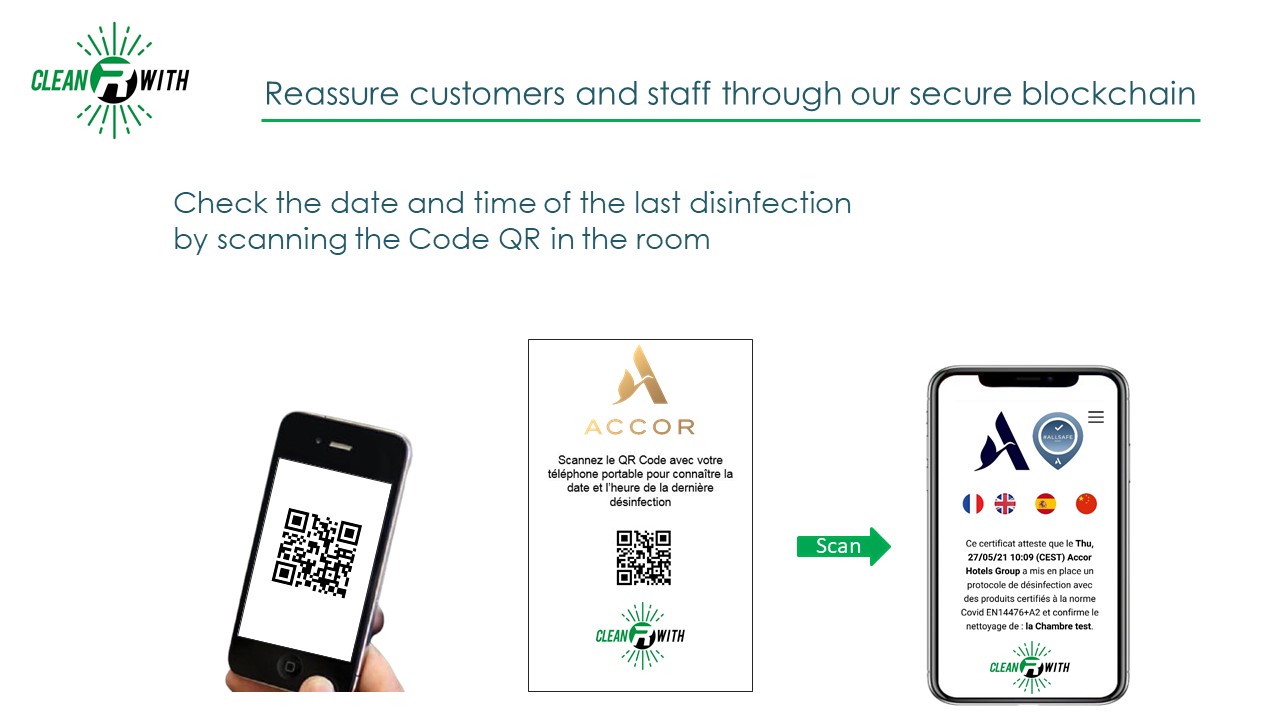 CLEAN R WITH
Reassure customers and staff through our secure blockchain
Check the date and time of the last disinfection
by scanning the Code QR in the room
ACCOR
Scannez le QR Code avec votre
téléphone portable pour connaître la
date et l'heure de la dernière
désinfection
CLEAN R WITH
Scan
#ALLSAFE
Ce certificat atteste que le Thu,
27/05/21 10:09 (CEST) Accor
Hotels Group a mis en place un
protocole de désinfection avec
des produits certifiés à la norme
Covid EN14476+A2 et confirme le
nettoyage de : la Chambre test.
CLEAN R WITH